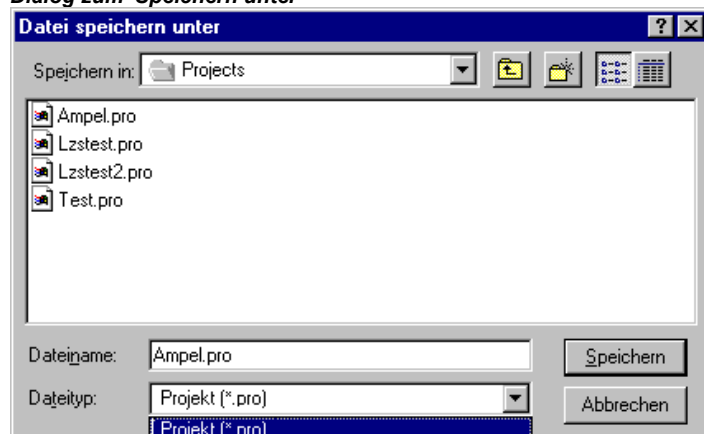 Dialog zum 'Speichern unter'
Datei speichern unter
Speichern in: Projects
Ampel.pro
Lzstest.pro
Lzstest2.pro
Test.pro
Dateiname: Ampel.pro Speichern
Dateityp: Projekt (*.pro) Abbrechen
Projekt (*.pro)